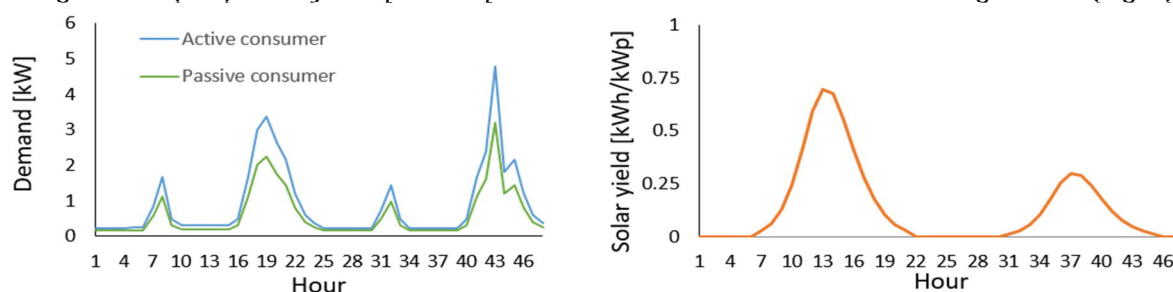 6
5
4
3
2
1
0
Demand [kW]
Active consumer
Passive consumer
1 4 7 10 13 16 19 22 25 28 31 34 37 40 43 46
Hour
1
0.75
0.5
0.25
0
Solar yield [kWh/kWp]
1 4 7 10 13 16 19 22 25 28 31 34 37 40 43 46
Hour